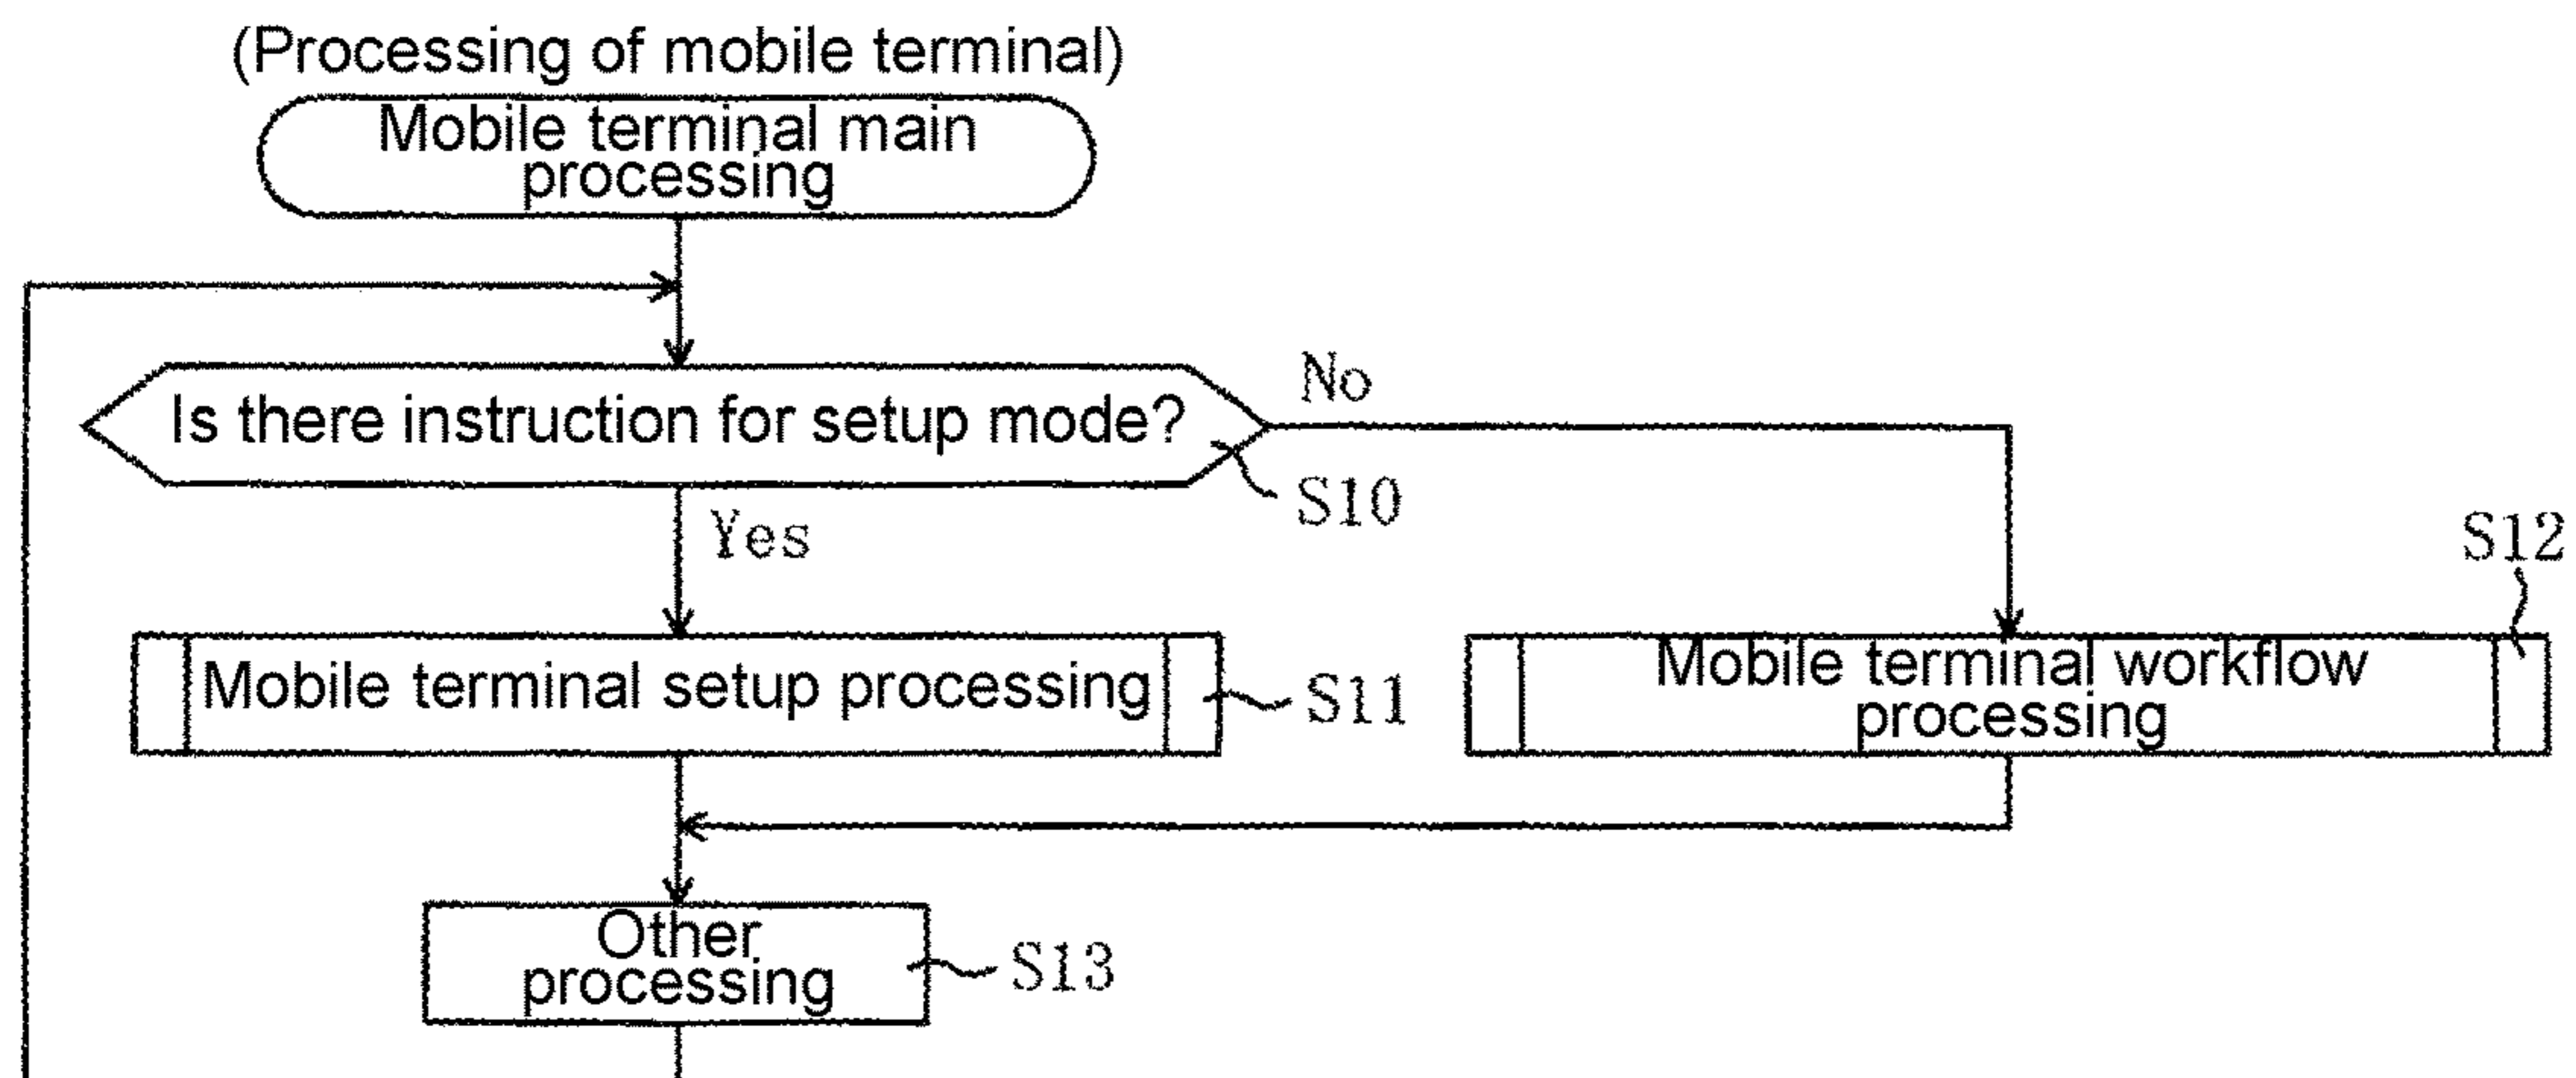 (Processing of mobile terminal)
Mobile terminal main
processing
Is there instruction for setup mode?
No
S10
Yes
S12
Mobile terminal setup processing
S11
Mobile terminal workflow
processing
Other
processing
S13